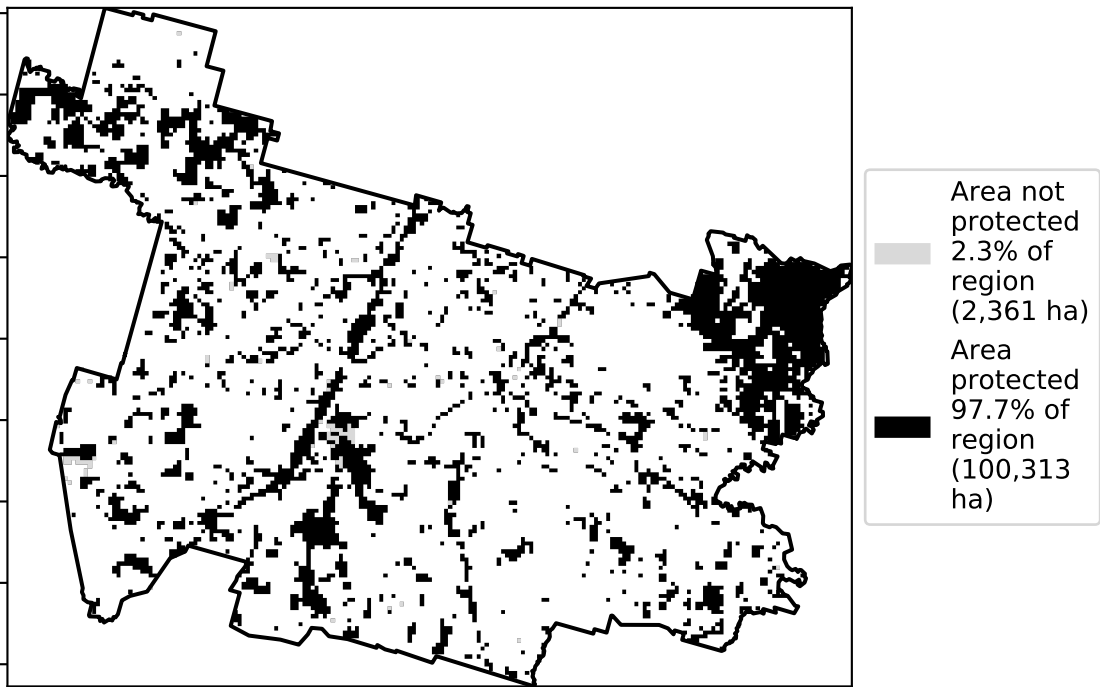 Area not
protected
2.3% of
region
(2,361 ha)
Area
protected
97.7% of
region
(100,313
ha)